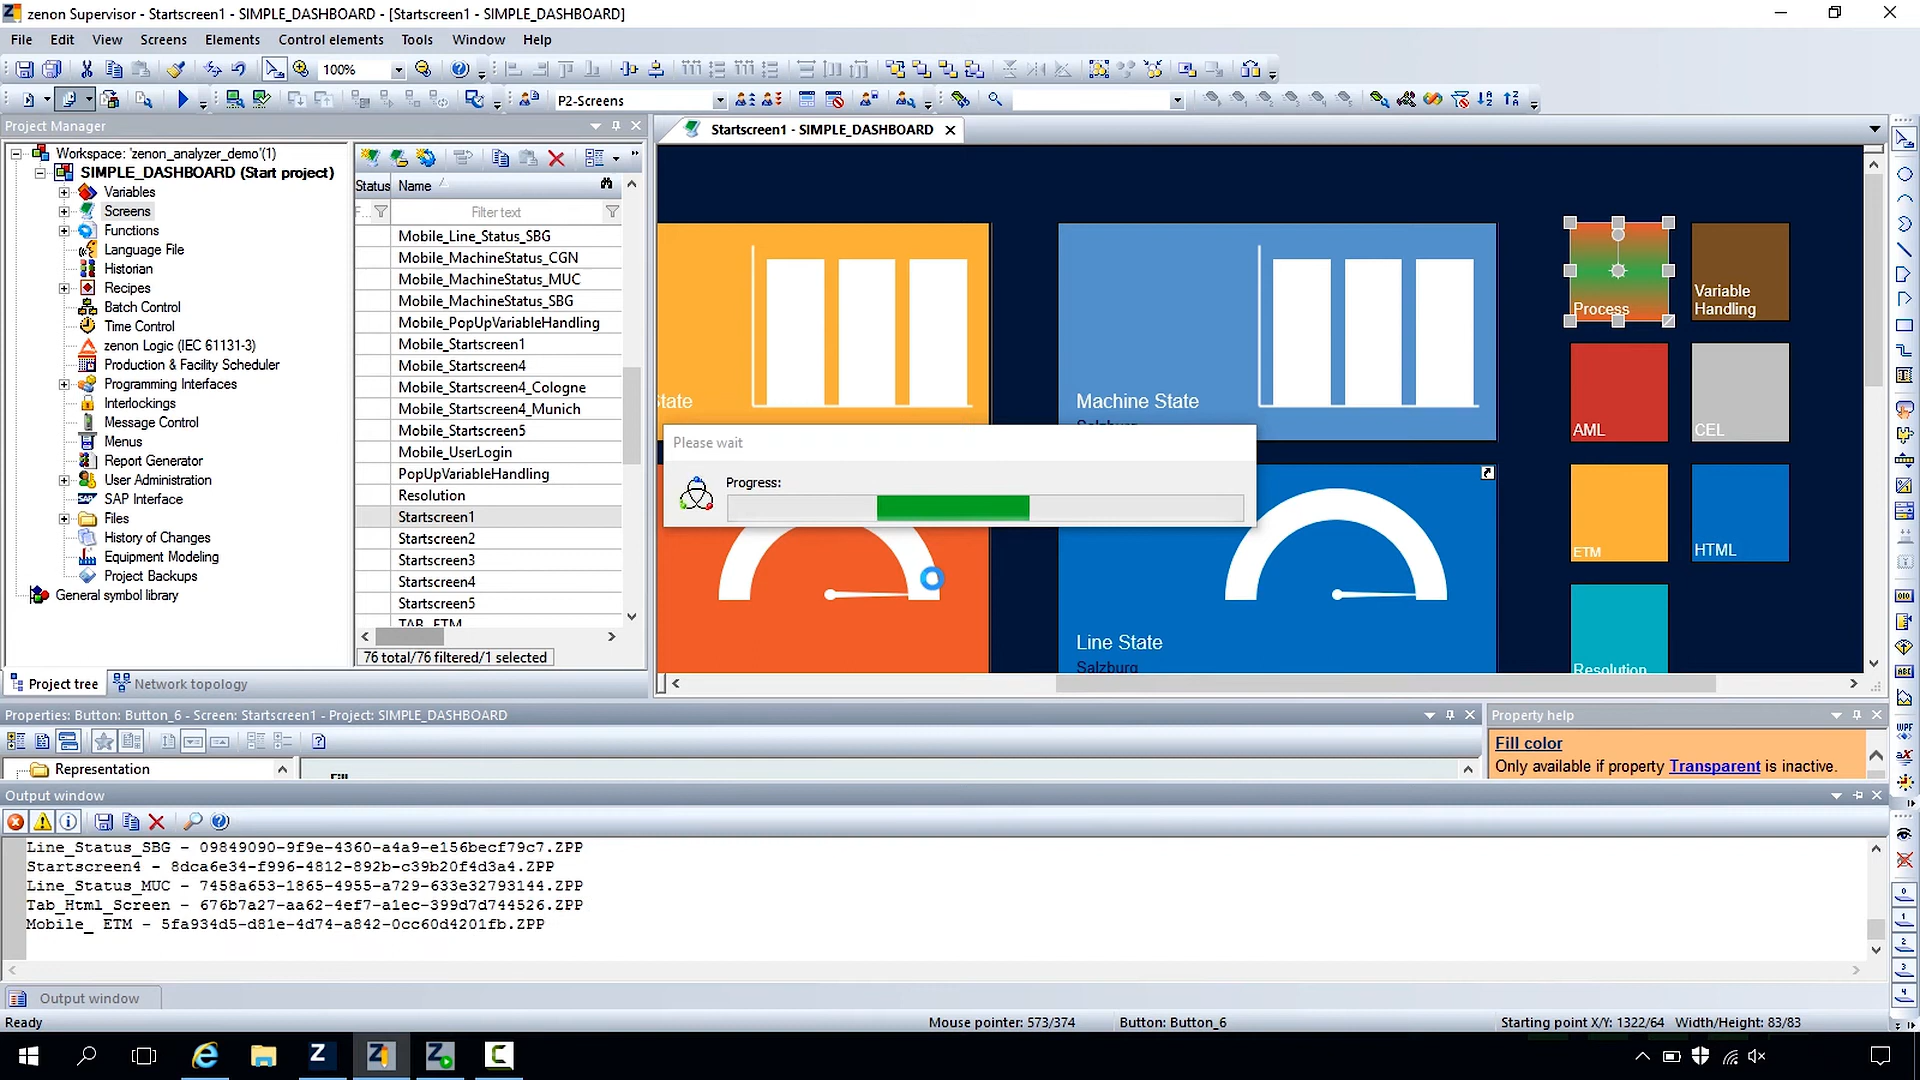 zenon Supervisor - Startscreen1 - SIMPLE_DASHBOARD - [Startscreen1 - SIMPLE_DASHBOARD]
File Edit View Screens Elements Control elements Tools Window Help
100%
P2-Screens
Project Manager
Workspace: 'zenon_analyzer_demo'(1)
SIMPLE_DASHBOARD (Start project)
Variables
Screens
Functions
Language File
Historian
Recipes
Batch Control
Time Control
zenon Logic (IEC 61131-3)
Production & Facility Scheduler
Programming Interfaces
Interlockings
Message Control
Menus
Report Generator
User Administration
SAP Interface
Files
History of Changes
Equipment Modeling
Project Backups
General symbol library
Project tree
Network topology
Status Name
F... Filter text
Mobile_Line_Status_SBG
Mobile_MachineStatus_CGN
Mobile_MachineStatus_MUC
Mobile_MachineStatus_SBG
Mobile_PopUpVariableHandling
Mobile_Startscreen1
Mobile_Startscreen4
Mobile_Startscreen4_Cologne
Mobile_Startscreen4_Munich
Mobile_Startscreen5
Mobile_UserLogin
PopUpVariableHandling
Resolution
Startscreen1
Startscreen2
Startscreen3
Startscreen4
Startscreen5
TAB_ETM
76 total/76 filtered/1 selected
Startscreen1 - SIMPLE_DASHBOARD
State
Machine State
Salzburg
Line State
Salzburg
Process
Variable
Handling
AML
CEL
ETM
HTML
Resolution
Please wait
Progress:
Properties: Button: Button_6 - Screen: Startscreen1 - Project: SIMPLE_DASHBOARD
Representation
Fill
Property help
Fill color
Only available if property Transparent is inactive.
Output window
Line_Status_SBG - 09849090-9f9e-4360-a4a9-e156becf79c7.ZPP
Startscreen4 - 8dca6e34-f996-4812-892b-c39b20f4d3a4.ZPP
Line_Status_MUC - 7458a653-1865-4955-a729-633e32793144.ZPP
Tab_Html_Screen - 676b7a27-aa62-4ef7-a1ec-399d7d744526.ZPP
Mobile_ ETM - 5fa934d5-d81e-4d74-a842-0cc60d4201fb.ZPP
Output window
Ready
Mouse pointer: 573/374
Button: Button_6
Starting point X/Y: 1322/64 Width/Height: 83/83